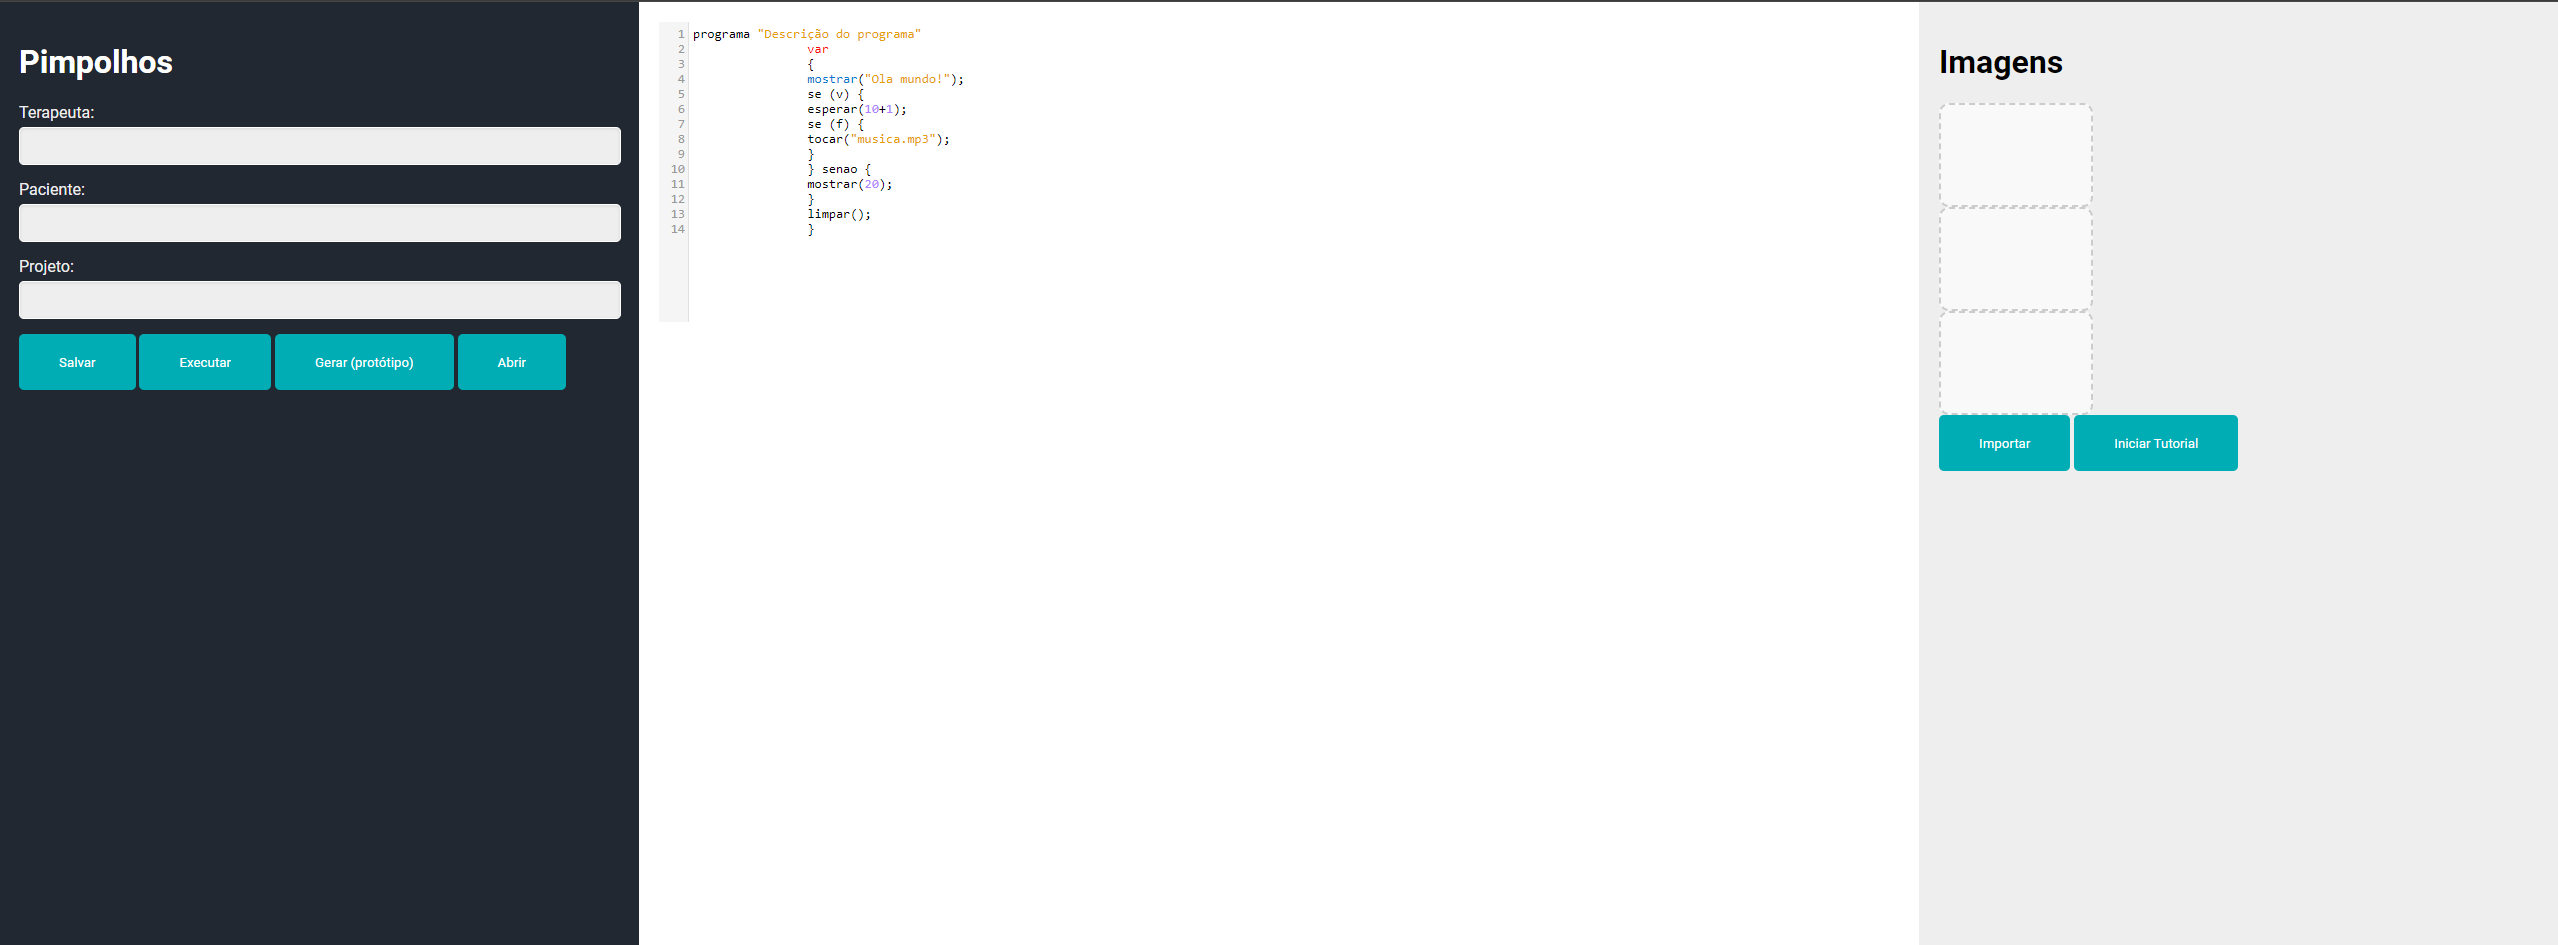 Pimpolhos
Terapeuta:
Paciente:
Projeto:
Salvar Executar Gerar (protótipo) Abrir
1 programa "Descrição do programa"
2 var
3 {
4 mostrar("Ola mundo!");
5 se (v) {
6 esperar(10+1);
7 se (f) {
8 tocar("musica.mp3");
9 }
10 } senao {
11 mostrar(20);
12 }
13 limpar();
14 }
Imagens
Importar Iniciar Tutorial